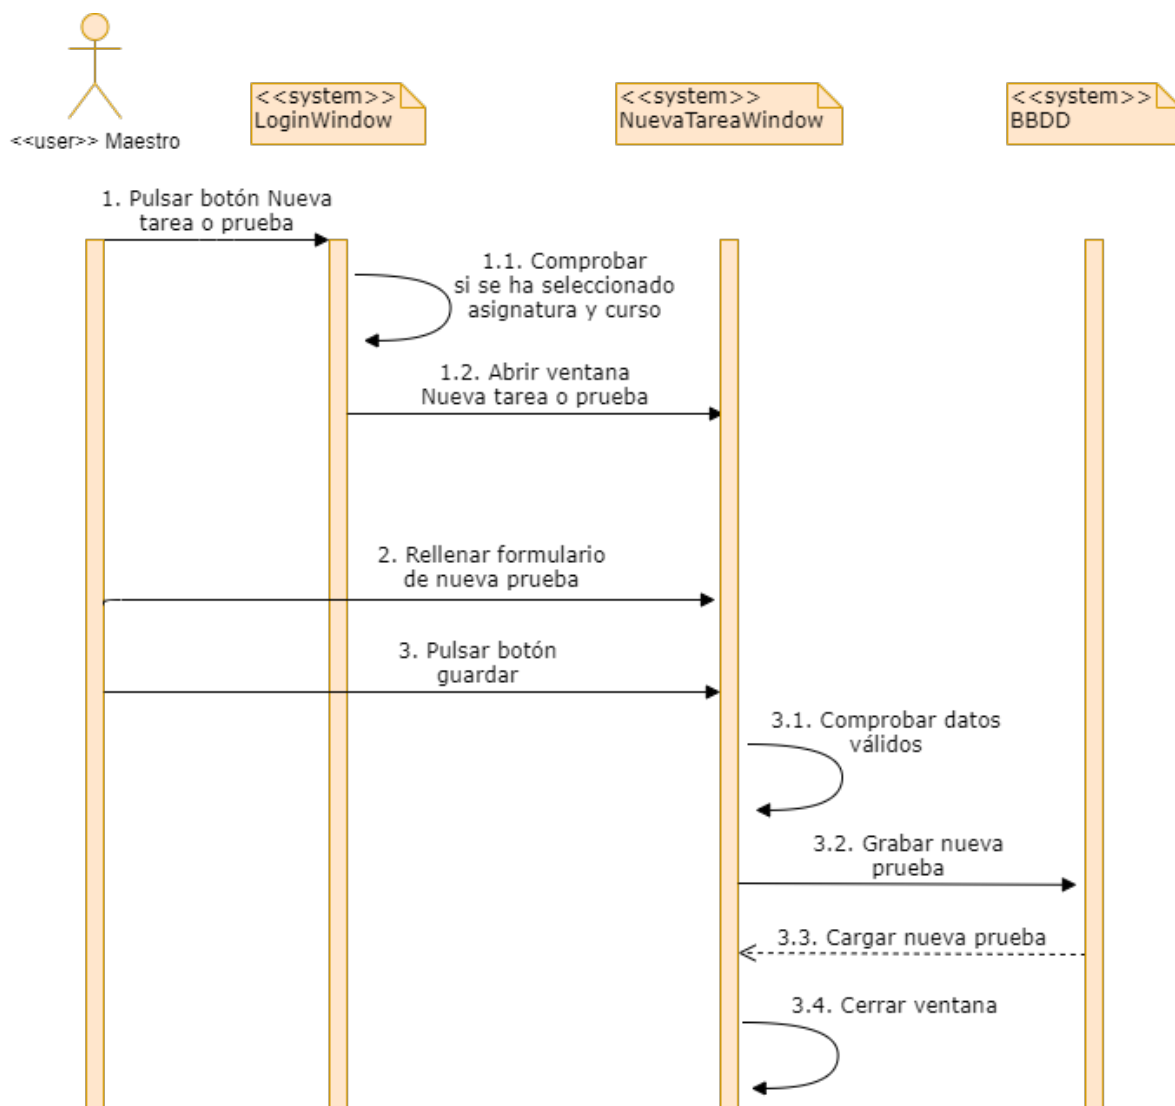 <<system>>
LoginWindow
<<system>>
NuevaTareaWindow
<<system>>
BBDD
<<user>> Maestro
1. Pulsar botón Nueva
tarea o prueba
1.1. Comprobar
si se ha seleccionado
asignatura y curso
1.2. Abrir ventana
Nueva tarea o prueba
2. Rellenar formulario
de nueva prueba
3. Pulsar botón
guardar
3.1. Comprobar datos
válidos
3.2. Grabar nueva
prueba
3.3. Cargar nueva prueba
3.4. Cerrar ventana